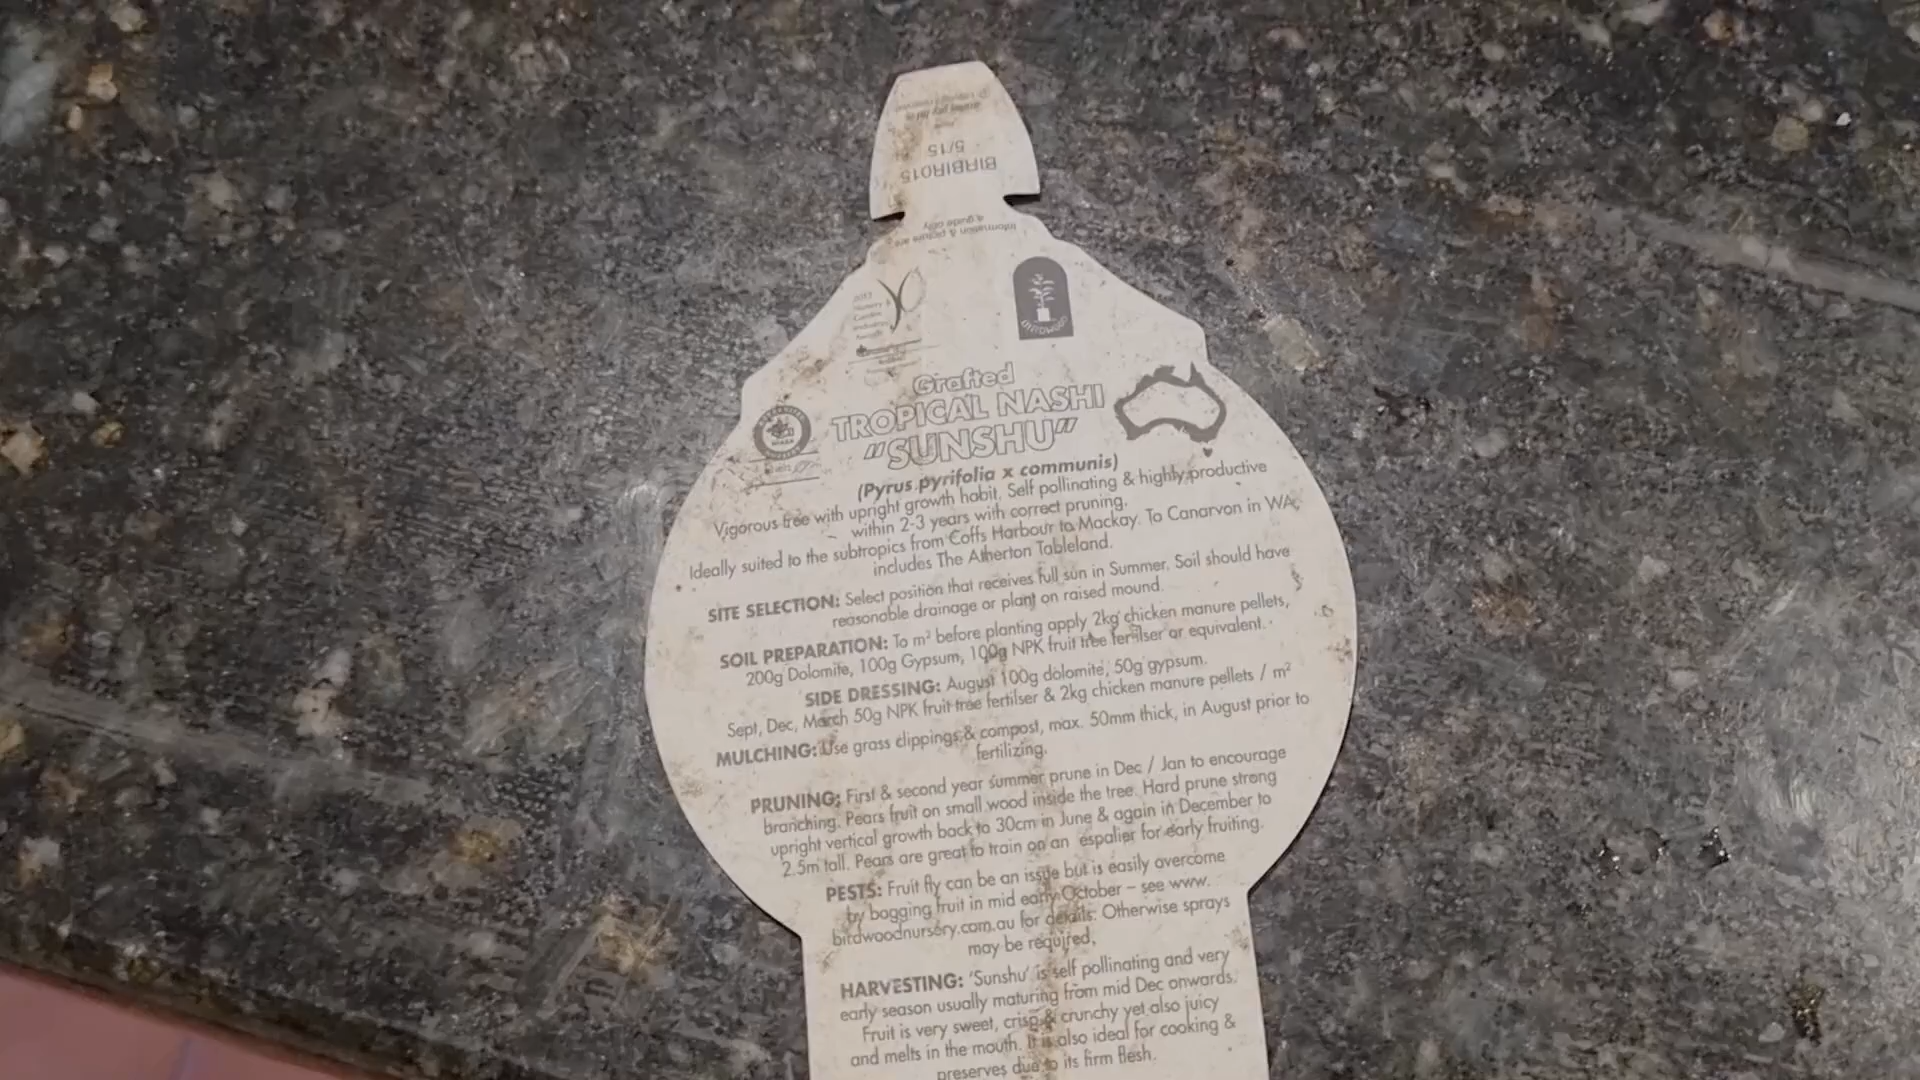 BIRBIR015
5/15
Information & picture are
a guide only
BIRDWOOD
2013
Nursery &
Garden
Industry
Grafted
TROPICAL NASHI
"SUNSHU"
(Pyrus pyrifolia x communis)
Vigorous tree with upright growth habit. Self pollinating & highly productive
within 2-3 years with correct pruning.
Ideally suited to the subtropics from Coffs Harbour to Mackay. To Canarvon in WA,
includes The Atherton Tableland.
SITE SELECTION: Select position that receives full sun in Summer. Soil should have
reasonable drainage or plant on raised mound.
SOIL PREPARATION: To m² before planting apply 2kg chicken manure pellets,
200g Dolomite, 100g Gypsum, 100g NPK fruit tree fertilser or equivalent.
SIDE DRESSING: August 100g dolomite, 50g gypsum.
Sept, Dec, March 50g NPK fruit tree fertilser & 2kg chicken manure pellets / m²
MULCHING: Use grass clippings & compost, max. 50mm thick, in August prior to
fertilizing.
PRUNING: First & second year summer prune in Dec / Jan to encourage
branching. Pears fruit on small wood inside the tree. Hard prune strong
upright vertical growth back to 30cm in June & again in December to
2.5m tall. Pears are great to train on an espalier for early fruiting.
PESTS: Fruit fly can be an issue but is easily overcome
by bagging fruit in mid early October – see www.
birdwoodnursery.com.au for details. Otherwise sprays
may be required.
HARVESTING: 'Sunshu' is self pollinating and very
early season usually maturing from mid Dec onwards.
Fruit is very sweet, crisp & crunchy yet also juicy
and melts in the mouth. It is also ideal for cooking &
preserves due to its firm flesh.